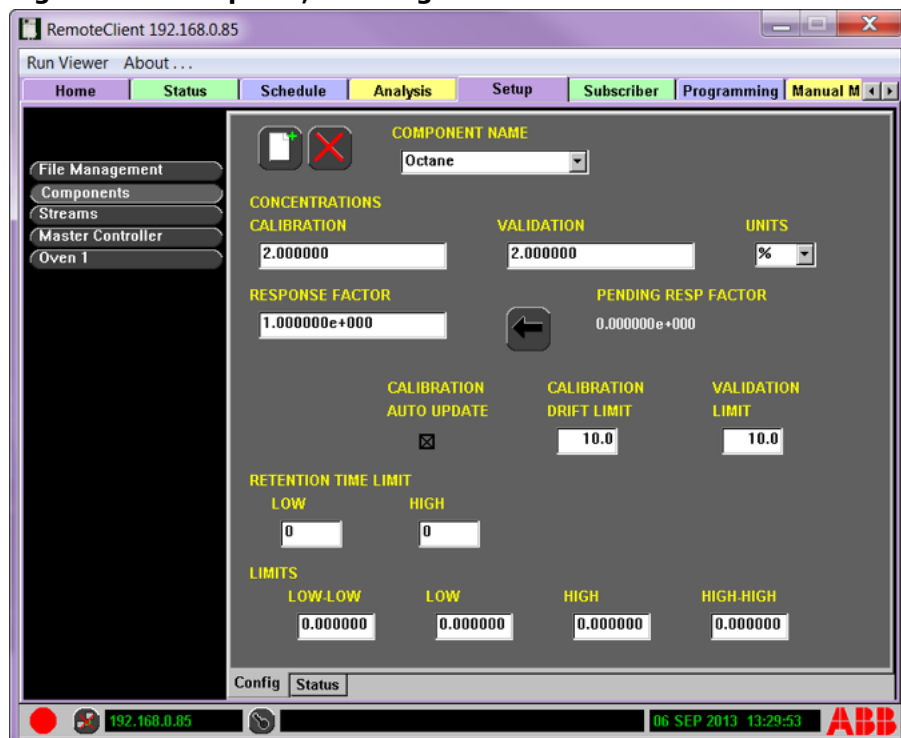 RemoteClient 192.168.0.85
Run Viewer About . . .
Home Status Schedule Analysis Setup Subscriber Programming Manual M
File Management
Components
Streams
Master Controller
Oven 1
COMPONENT NAME
Octane
CONCENTRATIONS
CALIBRATION VALIDATION UNITS
2.000000 2.000000 %
RESPONSE FACTOR PENDING RESP FACTOR
1.000000e+000 0.000000e+000
CALIBRATION AUTO UPDATE
CALIBRATION DRIFT LIMIT
VALIDATION LIMIT
10.0 10.0
RETENTION TIME LIMIT
LOW HIGH
0 0
LIMITS
LOW-LOW LOW HIGH HIGH-HIGH
0.000000 0.000000 0.000000 0.000000
Config Status
192.168.0.85 06 SEP 2013 13:29:53 ABB